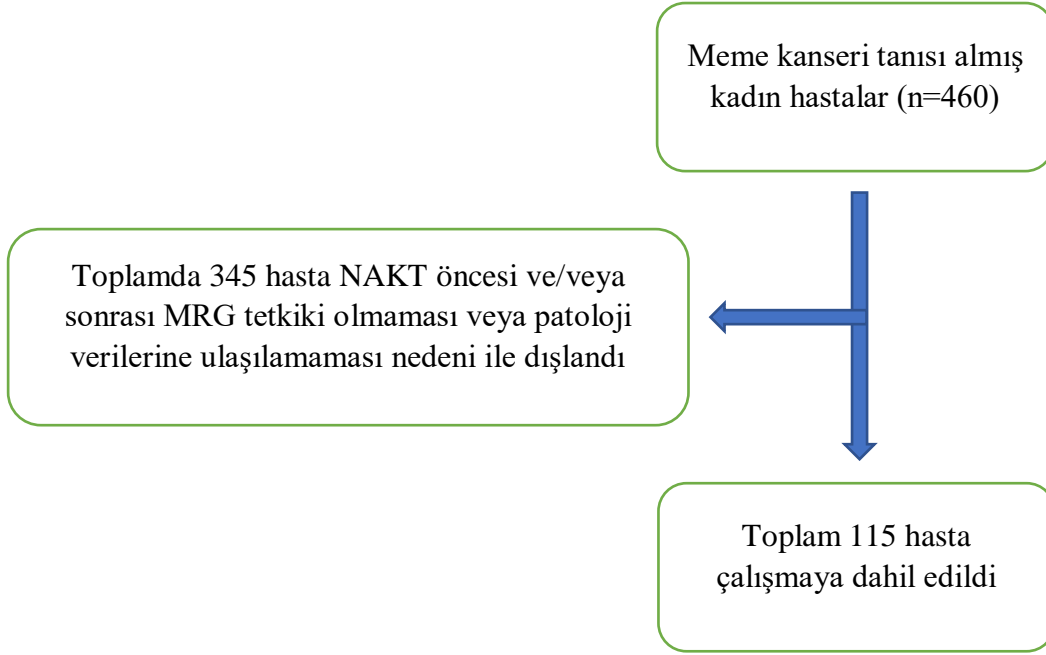 Meme kanseri tanısı almış
kadın hastalar (n=460)
Toplamda 345 hasta NAKT öncesi ve/veya
sonrası MRG tetkiki olmaması veya patoloji
verilerine ulaşılamaması nedeni ile dışlandı
Toplam 115 hasta
çalışmaya dahil edildi